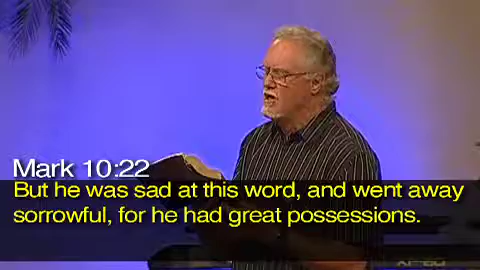 Mark 10:22
But he was sad at this word, and went away
sorrowful, for he had great possessions.